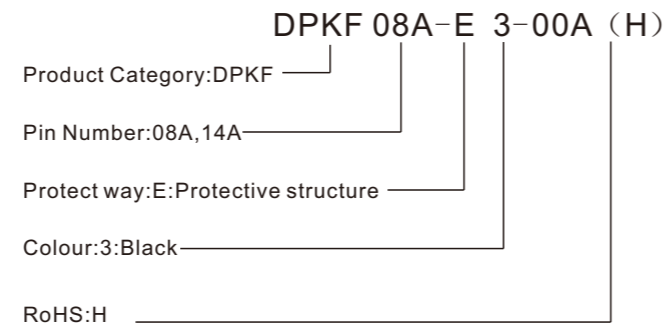 DPKF 08A-E 3-00A（H）
Product Category:DPKF
Pin Number:08A,14A
Protect way:E:Protective structure
Colour:3:Black
RoHS:H